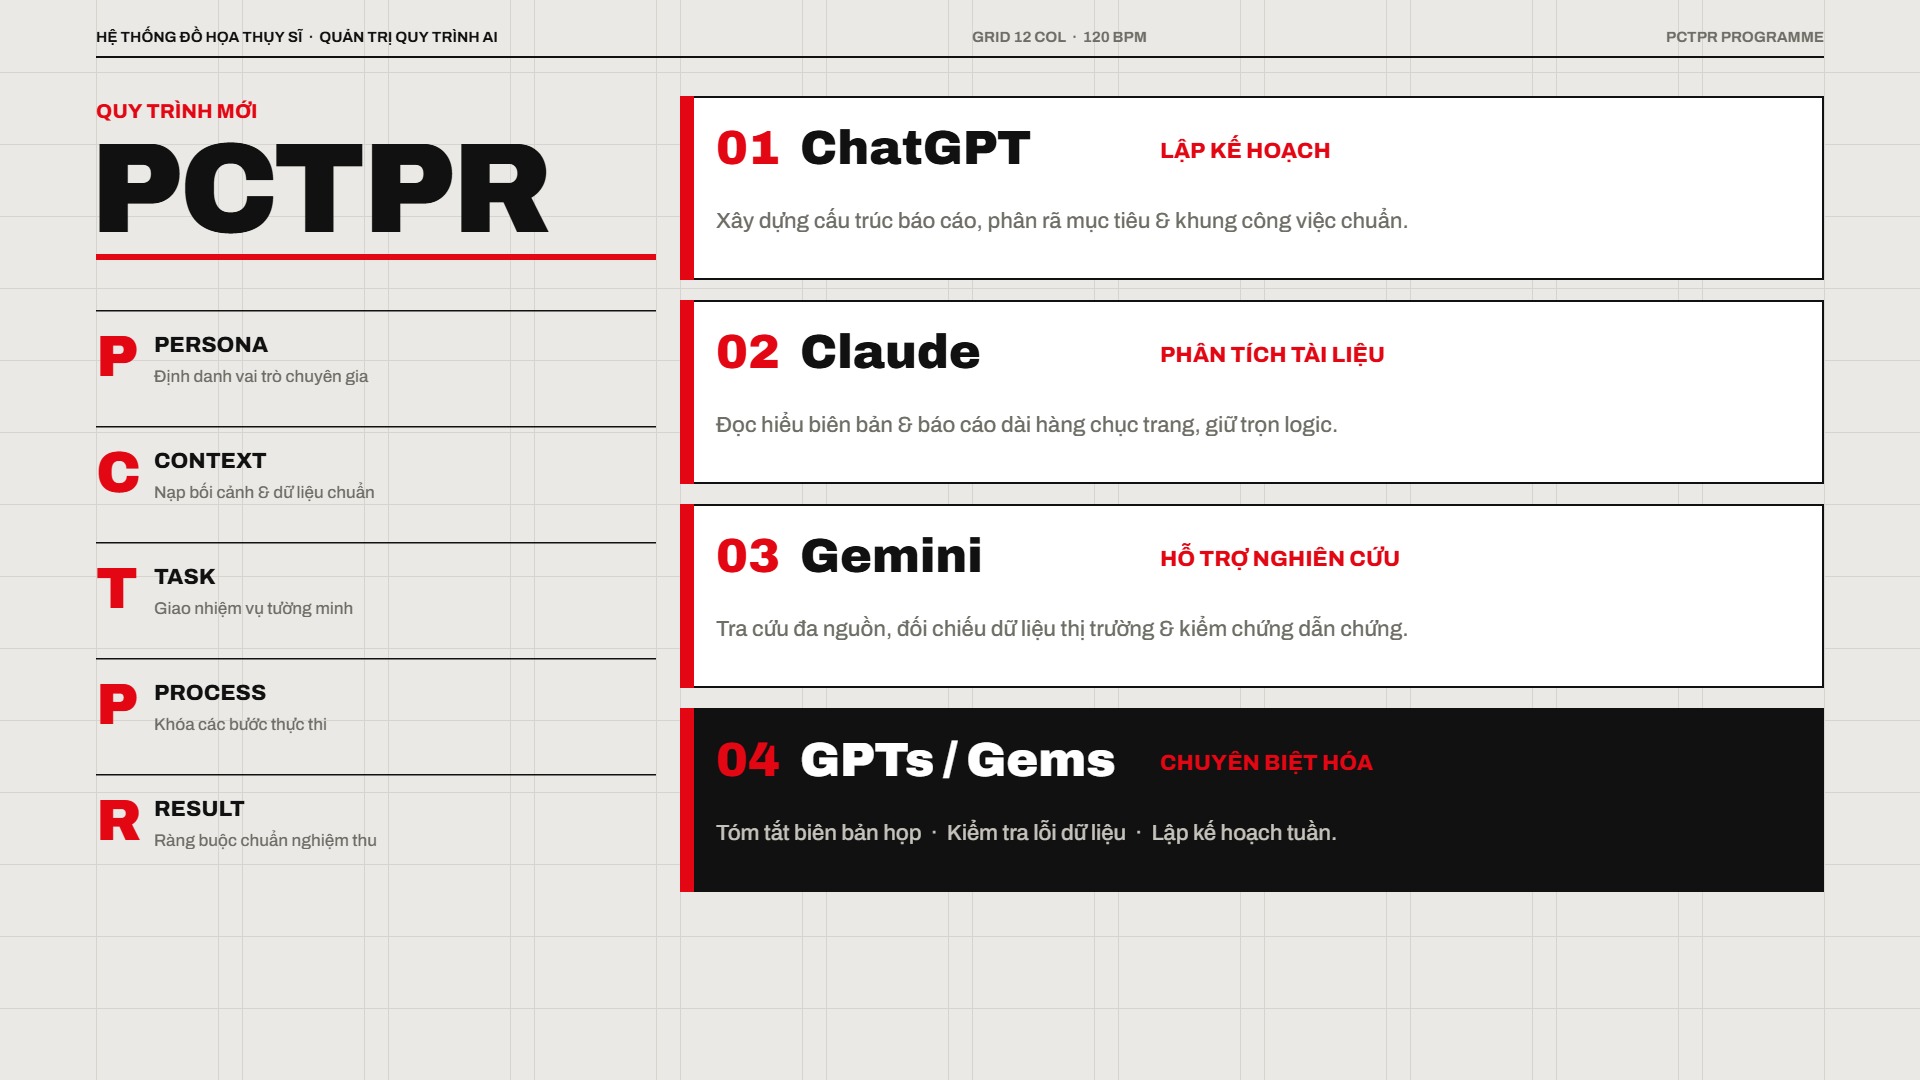 HỆ THỐNG ĐỒ HỌA THỤY SĨ · QUẢN TRỊ QUY TRÌNH AI
GRID 12 COL · 120 BPM
PCTPR PROGRAMME
QUY TRÌNH MỚI
PCTPR
P PERSONA
Định danh vai trò chuyên gia
C CONTEXT
Nạp bối cảnh & dữ liệu chuẩn
T TASK
Giao nhiệm vụ tường minh
P PROCESS
Khóa các bước thực thi
R RESULT
Ràng buộc chuẩn nghiệm thu
01 ChatGPT LẬP KẾ HOẠCH
Xây dựng cấu trúc báo cáo, phân rã mục tiêu & khung công việc chuẩn.
02 Claude PHÂN TÍCH TÀI LIỆU
Đọc hiểu biên bản & báo cáo dài hàng chục trang, giữ trọn logic.
03 Gemini HỖ TRỢ NGHIÊN CỨU
Tra cứu đa nguồn, đối chiếu dữ liệu thị trường & kiểm chứng dẫn chứng.
04 GPTs / Gems CHUYÊN BIỆT HÓA
Tóm tắt biên bản họp · Kiểm tra lỗi dữ liệu · Lập kế hoạch tuần.